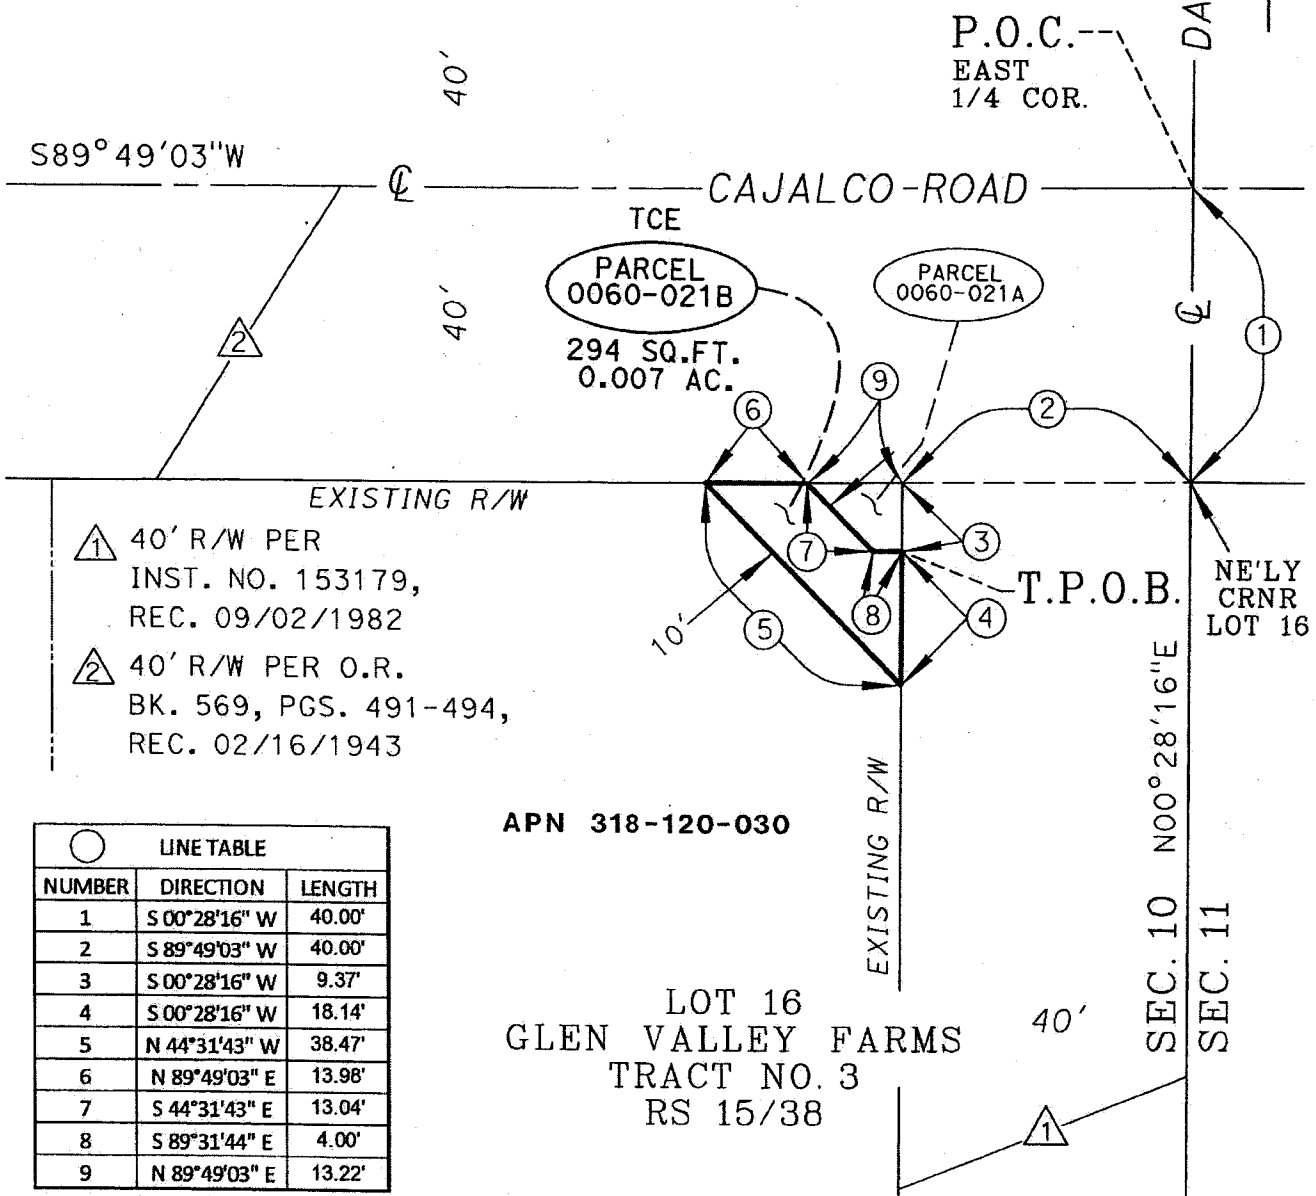 P.O.C.
EAST
1/4 COR.
DA
40'
S89°49'03"W
℄
CAJALCO ROAD
TCE
PARCEL
0060-021B
294 SQ.FT.
0.007 AC.
PARCEL
0060-021A
40'
2
℄
1
6
9
2
EXISTING R/W
1 40' R/W PER
INST. NO. 153179,
REC. 09/02/1982
2 40' R/W PER O.R.
BK. 569, PGS. 491-494,
REC. 02/16/1943
7
3
8
4
5
10'
T.P.O.B.
NE'LY
CRNR
LOT 16
N00°28'16"E
EXISTING R/W
APN 318-120-030
LINE TABLE
NUMBER DIRECTION LENGTH
1 S 00°28'16" W 40.00'
2 S 89°49'03" W 40.00'
3 S 00°28'16" W 9.37'
4 S 00°28'16" W 18.14'
5 N 44°31'43" W 38.47'
6 N 89°49'03" E 13.98'
7 S 44°31'43" E 13.04'
8 S 89°31'44" E 4.00'
9 N 89°49'03" E 13.22'
LOT 16
GLEN VALLEY FARMS
TRACT NO. 3
RS 15/38
40'
1
SEC. 10
SEC. 11